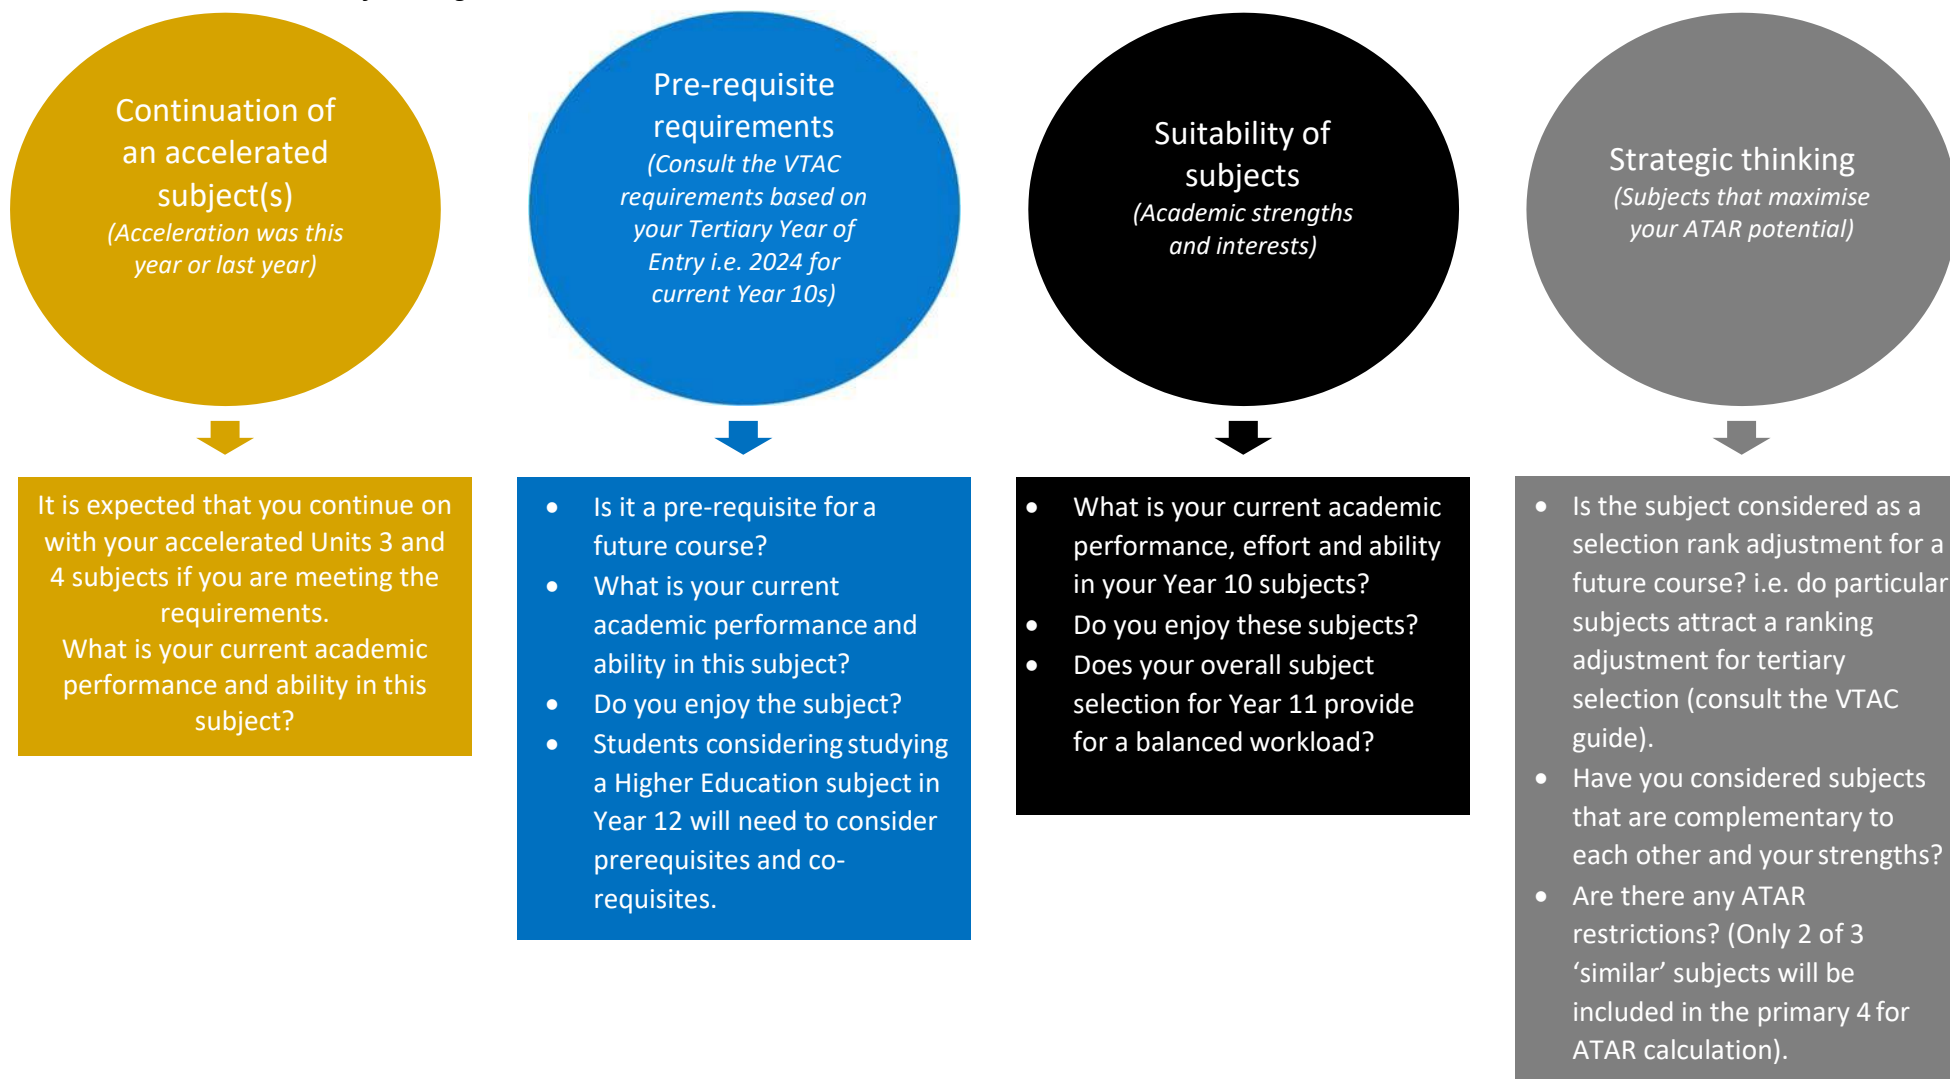 Continuation of
an accelerated
subject(s)
(Acceleration was this
year or last year)
It is expected that you continue on
with your accelerated Units 3 and
4 subjects if you are meeting the
requirements.
What is your current academic
performance and ability in this
subject?
Pre-requisite
requirements
(Consult the VTAC
requirements based on
your Tertiary Year of
Entry i.e. 2024 for
current Year 10s)
• Is it a pre-requisite for a
future course?
• What is your current
academic performance and
ability in this subject?
• Do you enjoy the subject?
• Students considering studying
a Higher Education subject in
Year 12 will need to consider
prerequisites and co-
requisites.
Suitability of
subjects
(Academic strengths
and interests)
• What is your current academic
performance, effort and ability
in your Year 10 subjects?
• Do you enjoy these subjects?
• Does your overall subject
selection for Year 11 provide
for a balanced workload?
Strategic thinking
(Subjects that maximise
your ATAR potential)
• Is the subject considered as a
selection rank adjustment for a
future course? i.e. do particular
subjects attract a ranking
adjustment for tertiary
selection (consult the VTAC
guide).
• Have you considered subjects
that are complementary to
each other and your strengths?
• Are there any ATAR
restrictions? (Only 2 of 3
‘similar’ subjects will be
included in the primary 4 for
ATAR calculation).